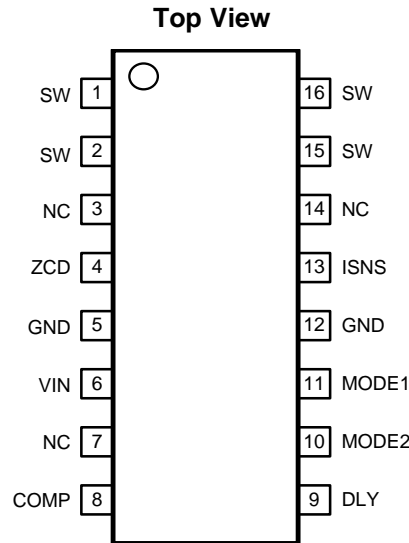 Top View
SW 1 16 SW
SW 2 15 SW
NC 3 14 NC
ZCD 4 13 ISNS
GND 5 12 GND
VIN 6 11 MODE1
NC 7 10 MODE2
COMP 8 9 DLY